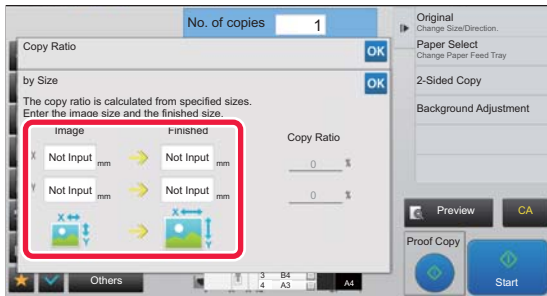 No. of copies 1
Original
Change Size/Direction.
Copy Ratio OK
Paper Select
Change Paper Feed Tray
by Size OK
2-Sided Copy
The copy ratio is calculated from specified sizes.
Enter the image size and the finished size.
Background Adjustment
Image Finished
Copy Ratio
X Not Input mm Not Input mm 0 %
Y Not Input mm Not Input mm 0 %
X X
Y Y
Preview CA
Proof Copy
Others
3 B4
4 A3
A4
Start